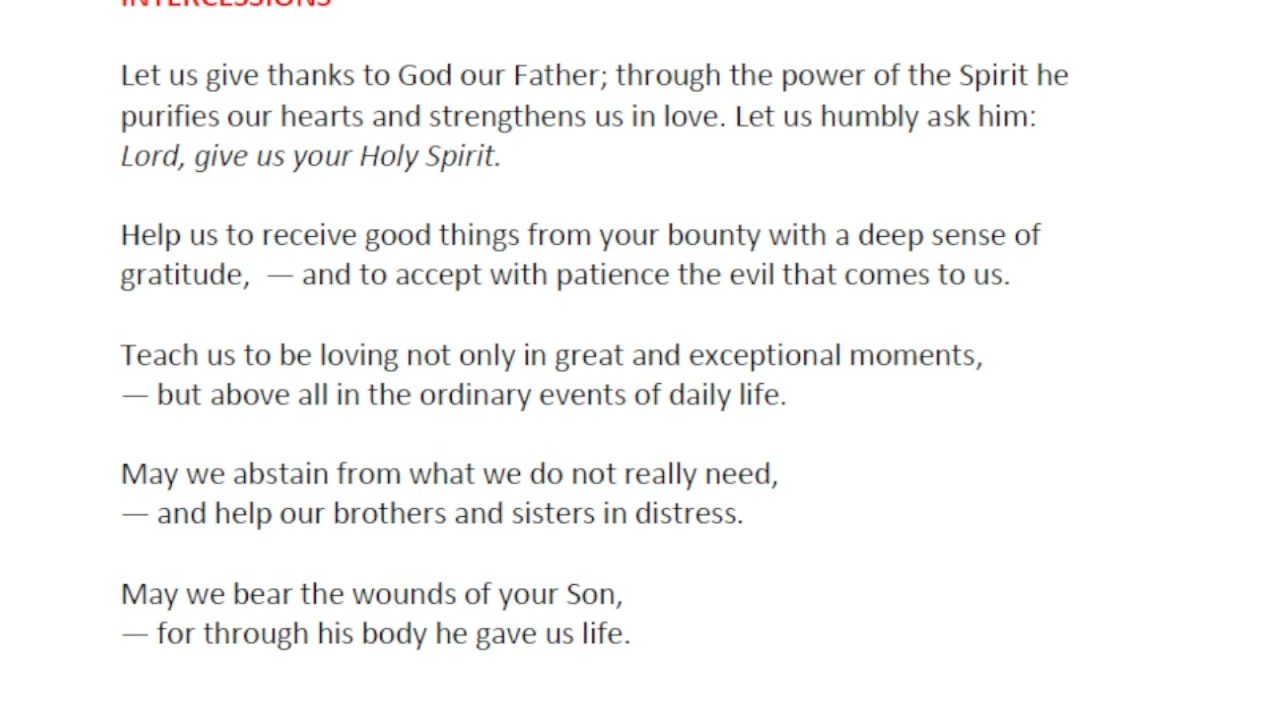 INTERCESSIONS
Let us give thanks to God our Father; through the power of the Spirit he
purifies our hearts and strengthens us in love. Let us humbly ask him:
Lord, give us your Holy Spirit.
Help us to receive good things from your bounty with a deep sense of
gratitude,  — and to accept with patience the evil that comes to us.
Teach us to be loving not only in great and exceptional moments,
— but above all in the ordinary events of daily life.
May we abstain from what we do not really need,
— and help our brothers and sisters in distress.
May we bear the wounds of your Son,
— for through his body he gave us life.